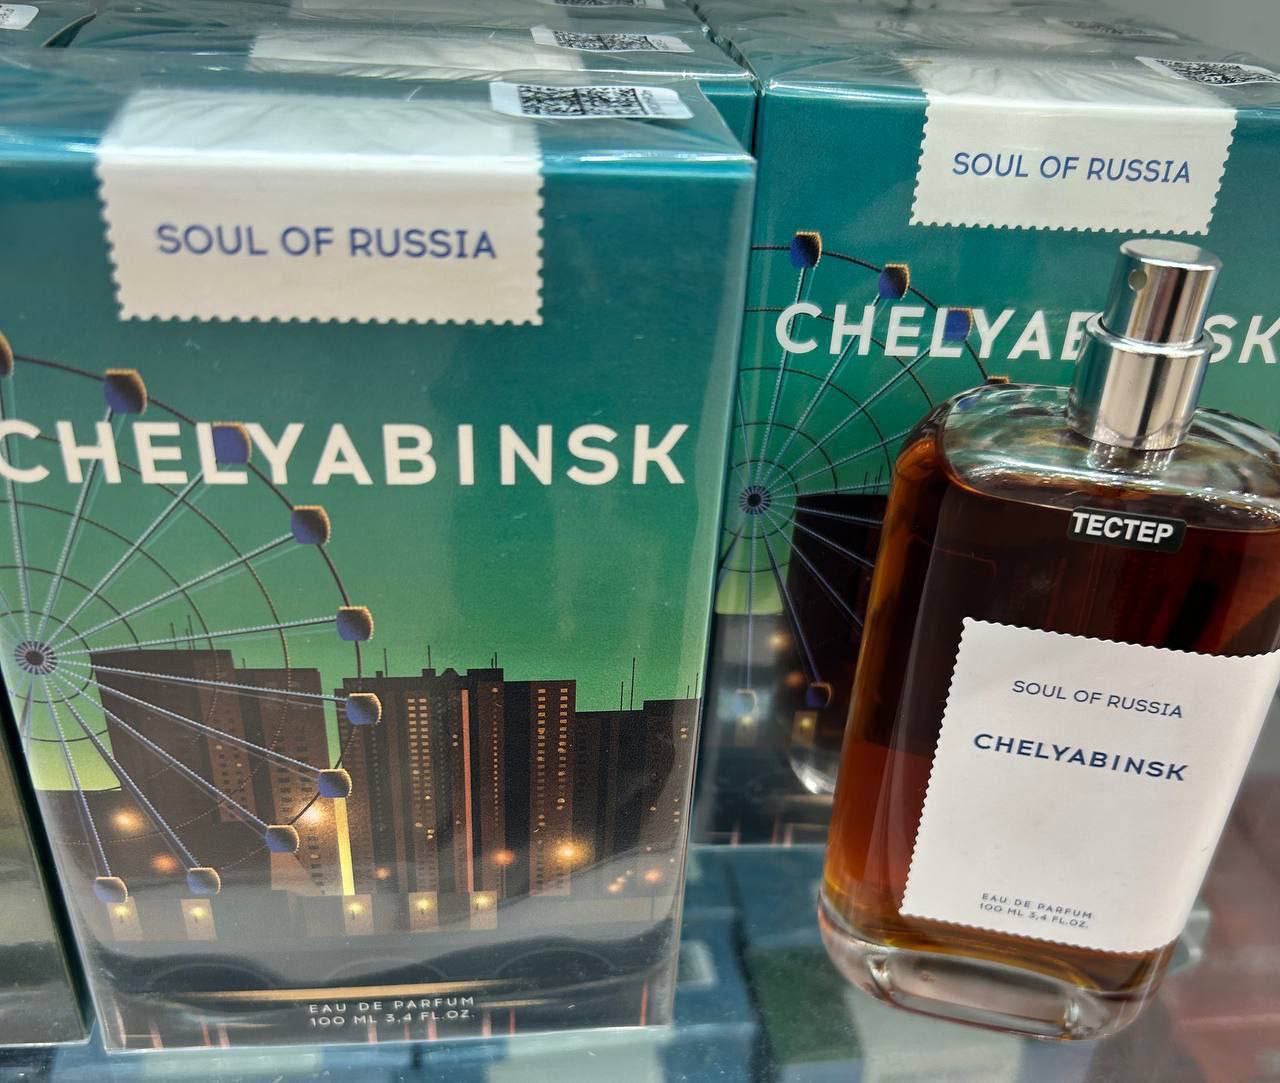 SOUL OF RUSSIA
CHELYABINSK
EAU DE PARFUM
100 ML 3,4 FL.OZ.
SOUL OF RUSSIA
CHELYAB SK
ТЕСТЕР
SOUL OF RUSSIA
CHELYABINSK
EAU DE PARFUM
100 ML 3,4 FL.OZ.